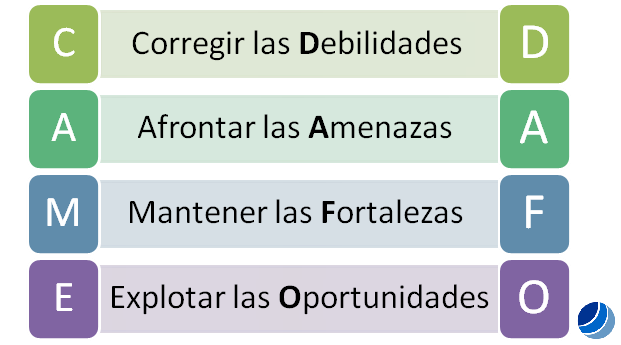 C Corregir las Debilidades D
A Afrontar las Amenazas A
M Mantener las Fortalezas F
E Explotar las Oportunidades O